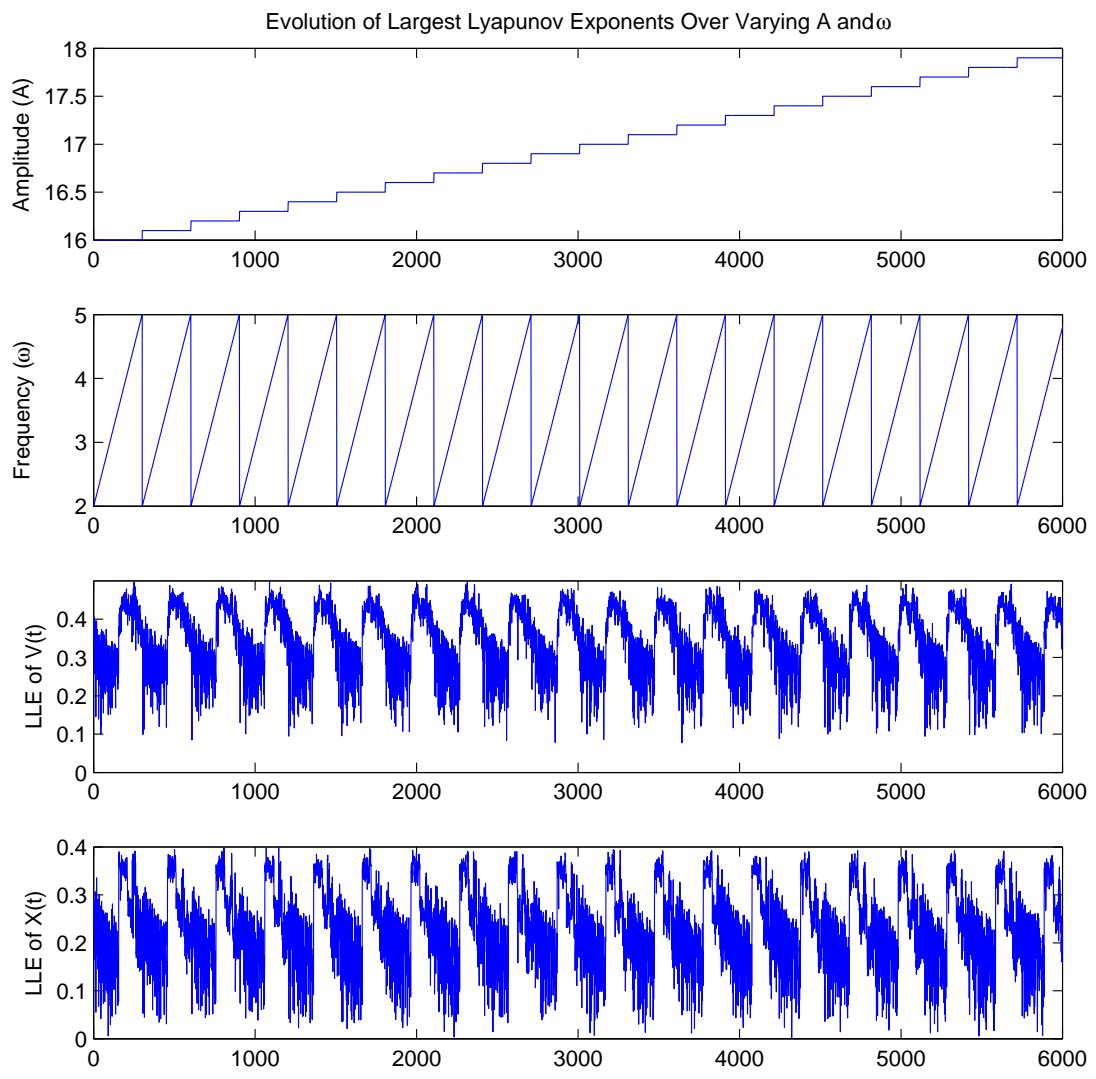 Evolution of Largest Lyapunov Exponents Over Varying A and ω
Amplitude (A)
18
17.5
17
16.5
16
0 1000 2000 3000 4000 5000 6000
Frequency (ω)
5
4
3
2
0 1000 2000 3000 4000 5000 6000
LLE of V(t)
0.4
0.3
0.2
0.1
0
0 1000 2000 3000 4000 5000 6000
LLE of X(t)
0.4
0.3
0.2
0.1
0
0 1000 2000 3000 4000 5000 6000